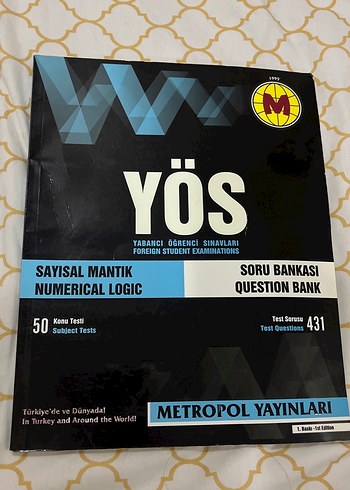 1995
M
YÖS
YABANCI ÖĞRENCİ SINAVLARI
FOREIGN STUDENT EXAMINATIONS
SAYISAL MANTIK
NUMERICAL LOGIC
SORU BANKASI
QUESTION BANK
50 Konu Testi
Subject Tests
Test Sorusu 431
Test Questions
Türkiye'de ve Dünyada!
In Turkey and Around the World!
METROPOL YAYINLARI
1. Baskı - 1st Edition